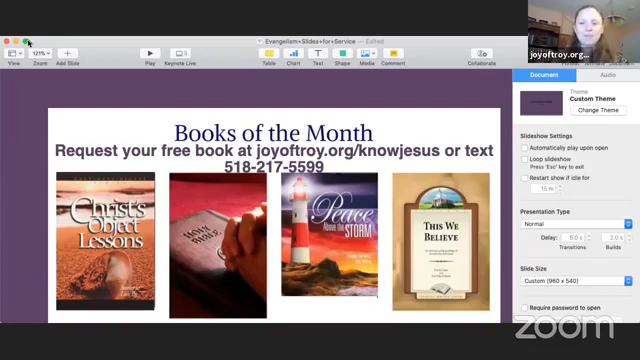 Evangelism Slides for Service — Edited
View
121%
Zoom
Add Slide
Play
Keynote Live
Table
Chart
Text
Shape
Media
Comment
Collaborate
joyoftroy.org...
Document
Audio
Theme
Custom Theme
Change Theme
Slideshow Settings
Automatically play upon open
Loop slideshow
Press 'Esc' key to exit
Restart show if idle for
15 m
Presentation Type
Normal
Delay:
5.0 s
2.0 s
Transitions
Builds
Slide Size
Custom (960 x 540)
Require password to open
Books of the Month
Request your free book at joyoftroy.org/knowjesus or text
518-217-5599
Christ's
Object
Lessons
HOLY
BIBLE
Peace
Above the
STORM
THIS WE
BELIEVE
zoom